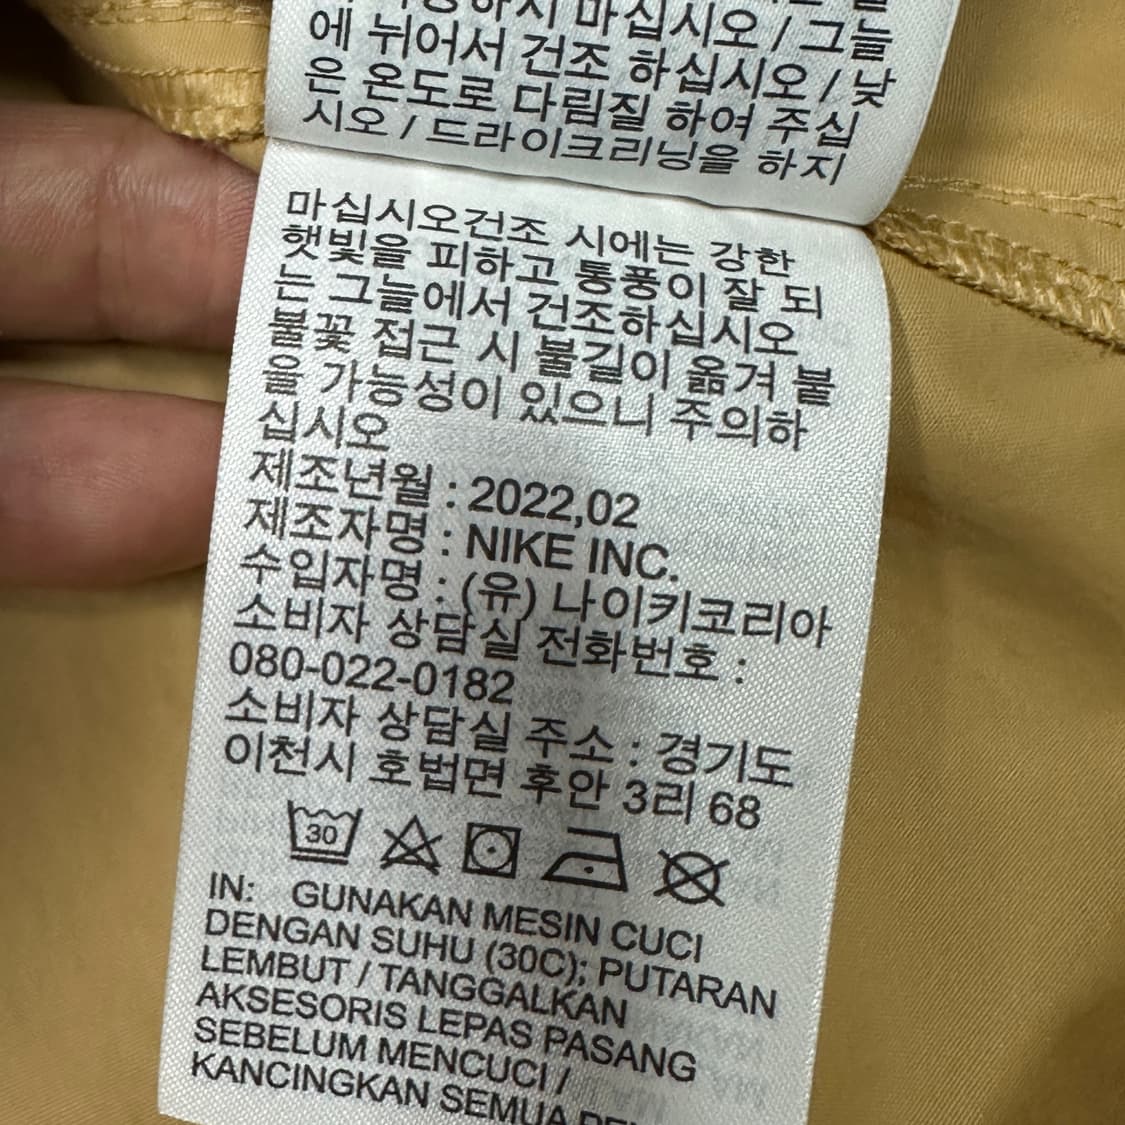 하지 마십시오 / 그늘
에 뉘어서 건조 하십시오 / 낮
은 온도로 다림질 하여 주십
시오 / 드라이크리닝을 하지
마십시오건조 시에는 강한
햇빛을 피하고 통풍이 잘 되
는 그늘에서 건조하십시오
불꽃 접근 시 불길이 옮겨 붙
을 가능성이 있으니 주의하
십시오
제조년월 : 2022,02
제조자명 : NIKE INC.
수입자명 : (유) 나이키코리아
소비자 상담실 전화번호 :
080-022-0182
소비자 상담실 주소 : 경기도
이천시 호법면 후안 3리 68
30
IN: GUNAKAN MESIN CUCI
DENGAN SUHU (30C); PUTARAN
LEMBUT / TANGGALKAN
AKSESORIS LEPAS PASANG
SEBELUM MENCUCI /
KANCINGKAN SEMUA